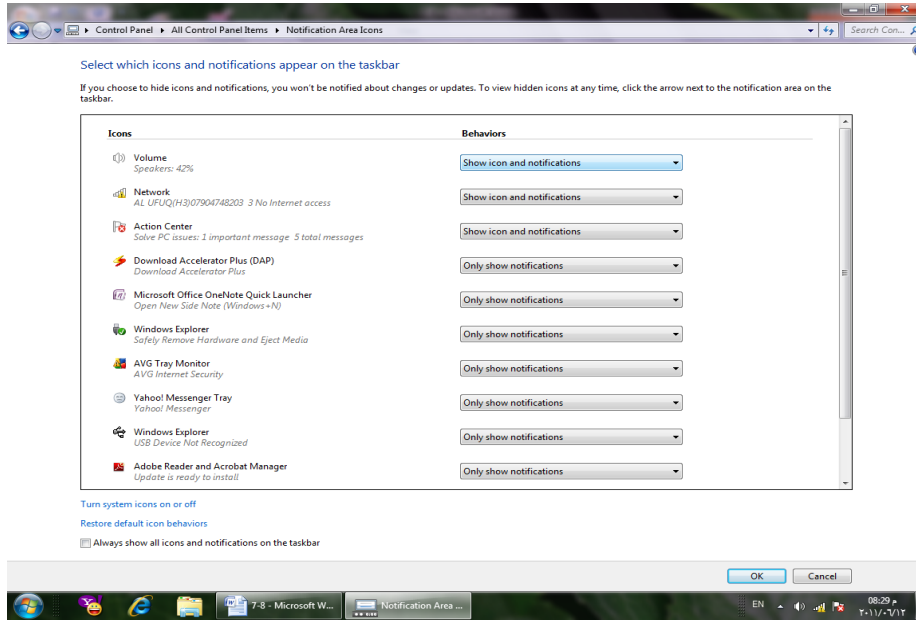 Control Panel ▸ All Control Panel Items ▸ Notification Area Icons
Search Con...
Select which icons and notifications appear on the taskbar
If you choose to hide icons and notifications, you won't be notified about changes or updates. To view hidden icons at any time, click the arrow next to the notification area on the
taskbar.
Icons Behaviors
Volume Show icon and notifications
Speakers: 42%
Network Show icon and notifications
AL UFUQ(H3)07904748203 3 No Internet access
Action Center Show icon and notifications
Solve PC issues: 1 important message 5 total messages
Download Accelerator Plus (DAP) Only show notifications
Download Accelerator Plus
Microsoft Office OneNote Quick Launcher Only show notifications
Open New Side Note (Windows+N)
Windows Explorer Only show notifications
Safely Remove Hardware and Eject Media
AVG Tray Monitor Only show notifications
AVG Internet Security
Yahoo! Messenger Tray Only show notifications
Yahoo! Messenger
Windows Explorer Only show notifications
USB Device Not Recognized
Adobe Reader and Acrobat Manager Only show notifications
Update is ready to install
Turn system icons on or off
Restore default icon behaviors
Always show all icons and notifications on the taskbar
OK Cancel
7-8 - Microsoft W... Notification Area ... EN 08:29 م
٢٠١١/٠٦/١٢